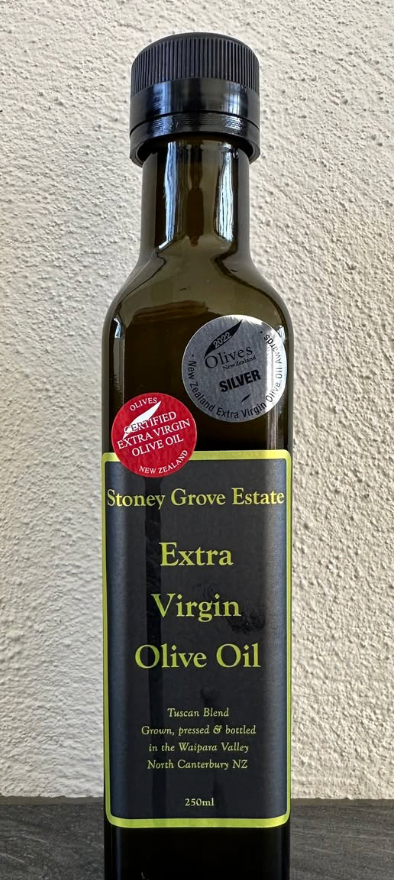 2022
Olives
New Zealand
SILVER
New Zealand Extra Virgin Olive Oil Awards
OLIVES
CERTIFIED
EXTRA VIRGIN
OLIVE OIL
NEW ZEALAND
Stoney Grove Estate
Extra
Virgin
Olive Oil
Tuscan Blend
Grown, pressed & bottled
in the Waipara Valley
North Canterbury NZ
250ml